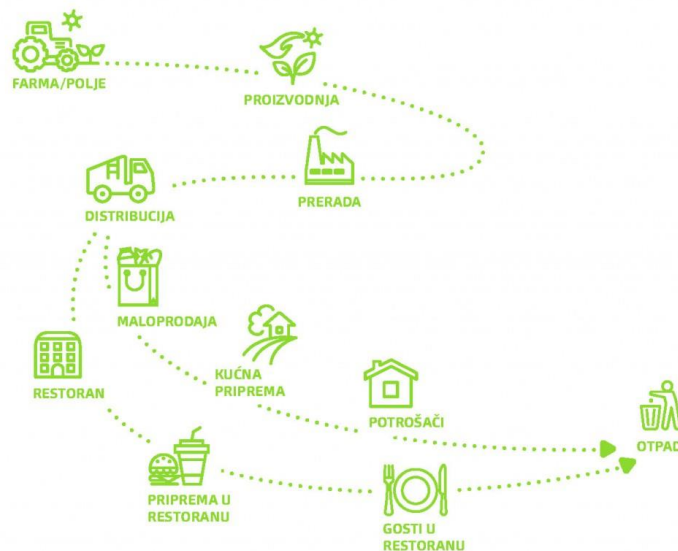 FARMA/POLJE
PROIZVODNJA
PRERADA
DISTRIBUCIJA
MALOPRODAJA
KUĆNA
PRIPREMA
RESTORAN
POTROŠAČI
OTPAD
PRIPREMA U
RESTORANU
GOSTI U
RESTORANU